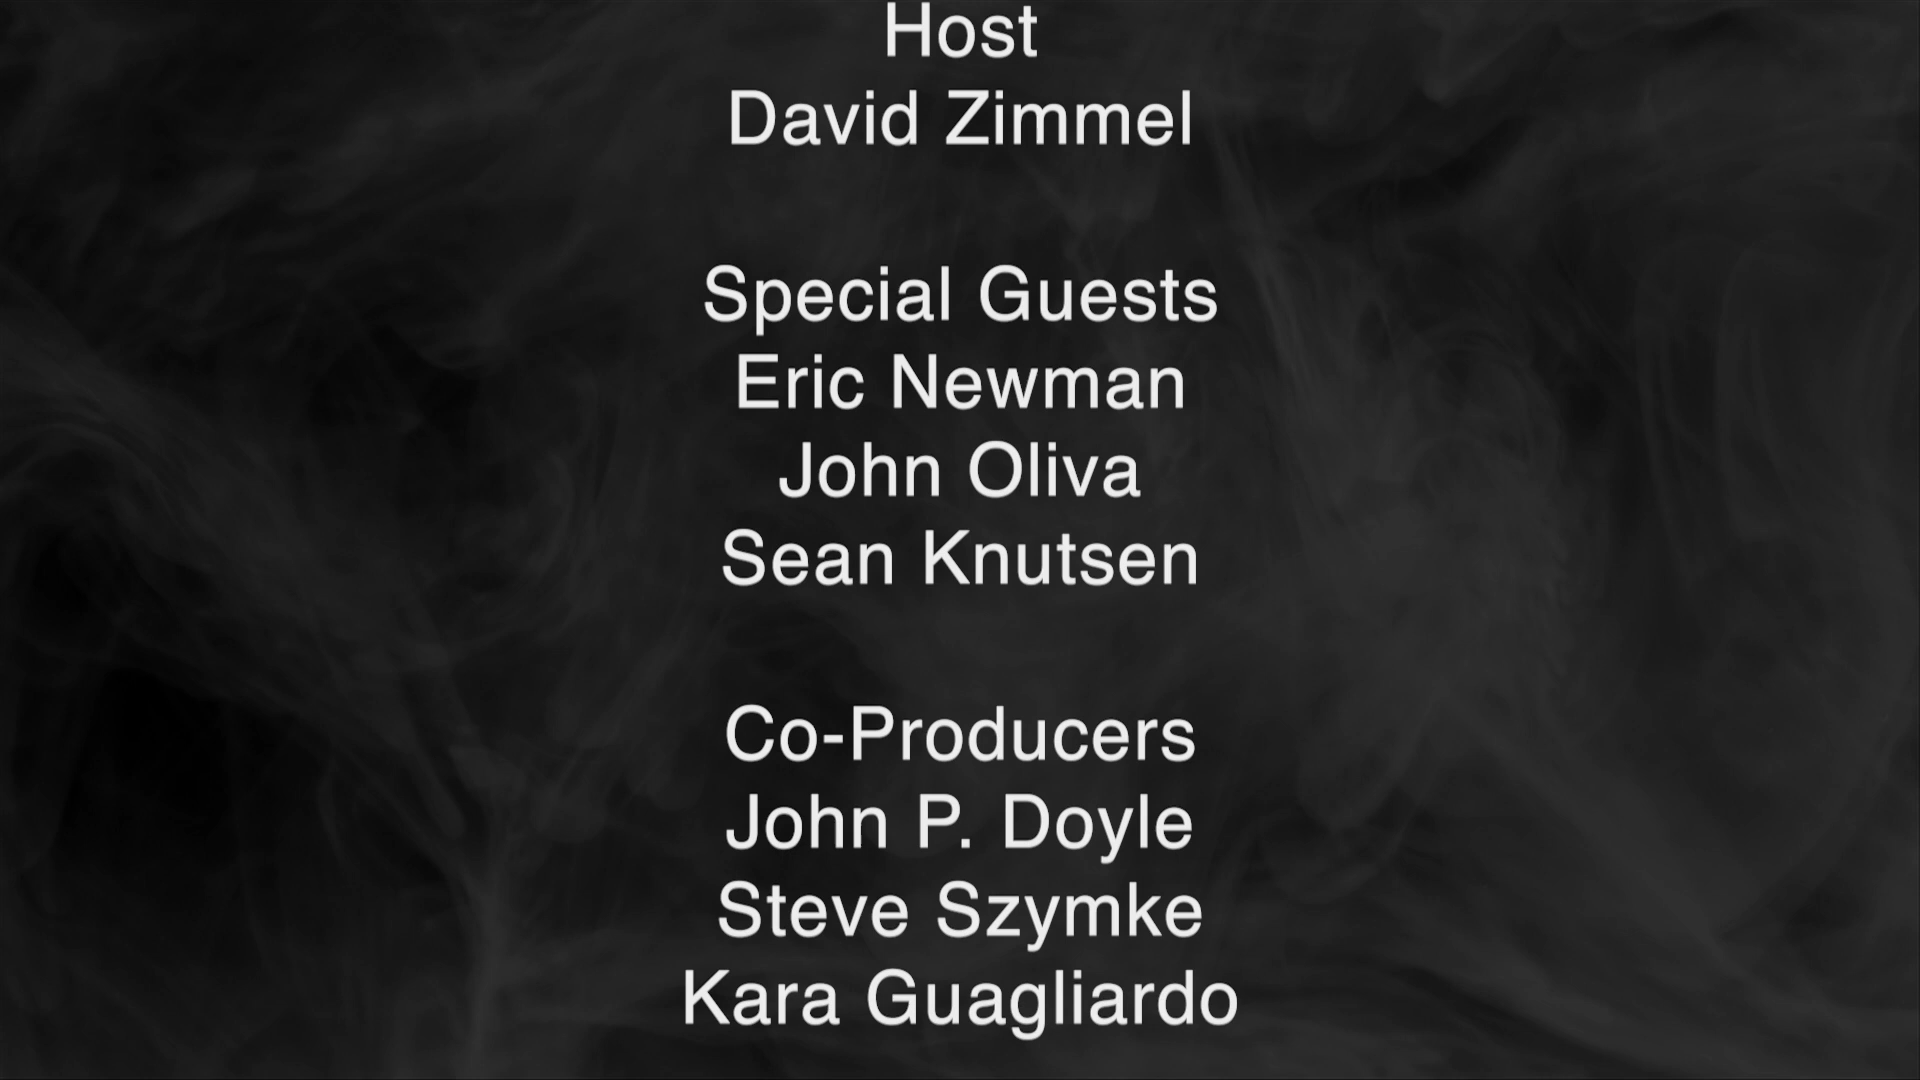 Host
David Zimmel
Special Guests
Eric Newman
John Oliva
Sean Knutsen
Co-Producers
John P. Doyle
Steve Szymke
Kara Guagliardo